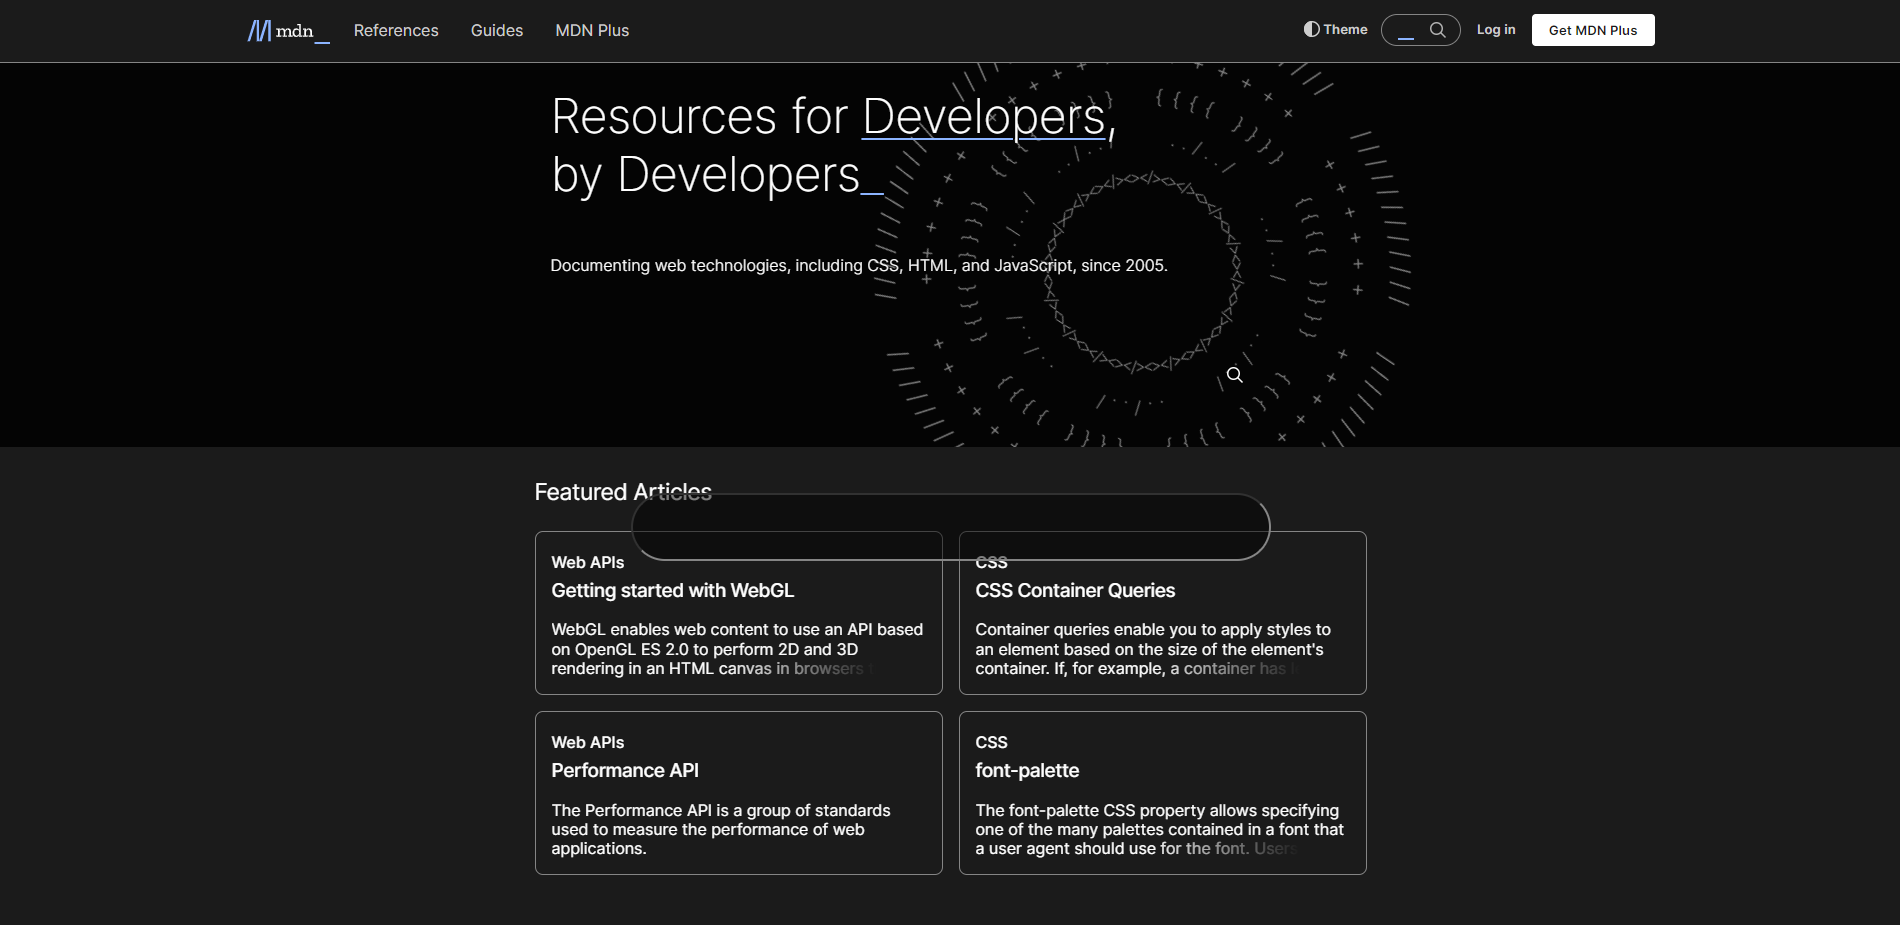 mdn_
References
Guides
MDN Plus
Theme
Log in
Get MDN Plus
Resources for Developers,
by Developers_
Documenting web technologies, including CSS, HTML, and JavaScript, since 2005.
Featured Articles
Web APIs
Getting started with WebGL
WebGL enables web content to use an API based
on OpenGL ES 2.0 to perform 2D and 3D
rendering in an HTML canvas in browsers
CSS
CSS Container Queries
Container queries enable you to apply styles to
an element based on the size of the element's
container. If, for example, a container has
Web APIs
Performance API
The Performance API is a group of standards
used to measure the performance of web
applications.
CSS
font-palette
The font-palette CSS property allows specifying
one of the many palettes contained in a font that
a user agent should use for the font. Users